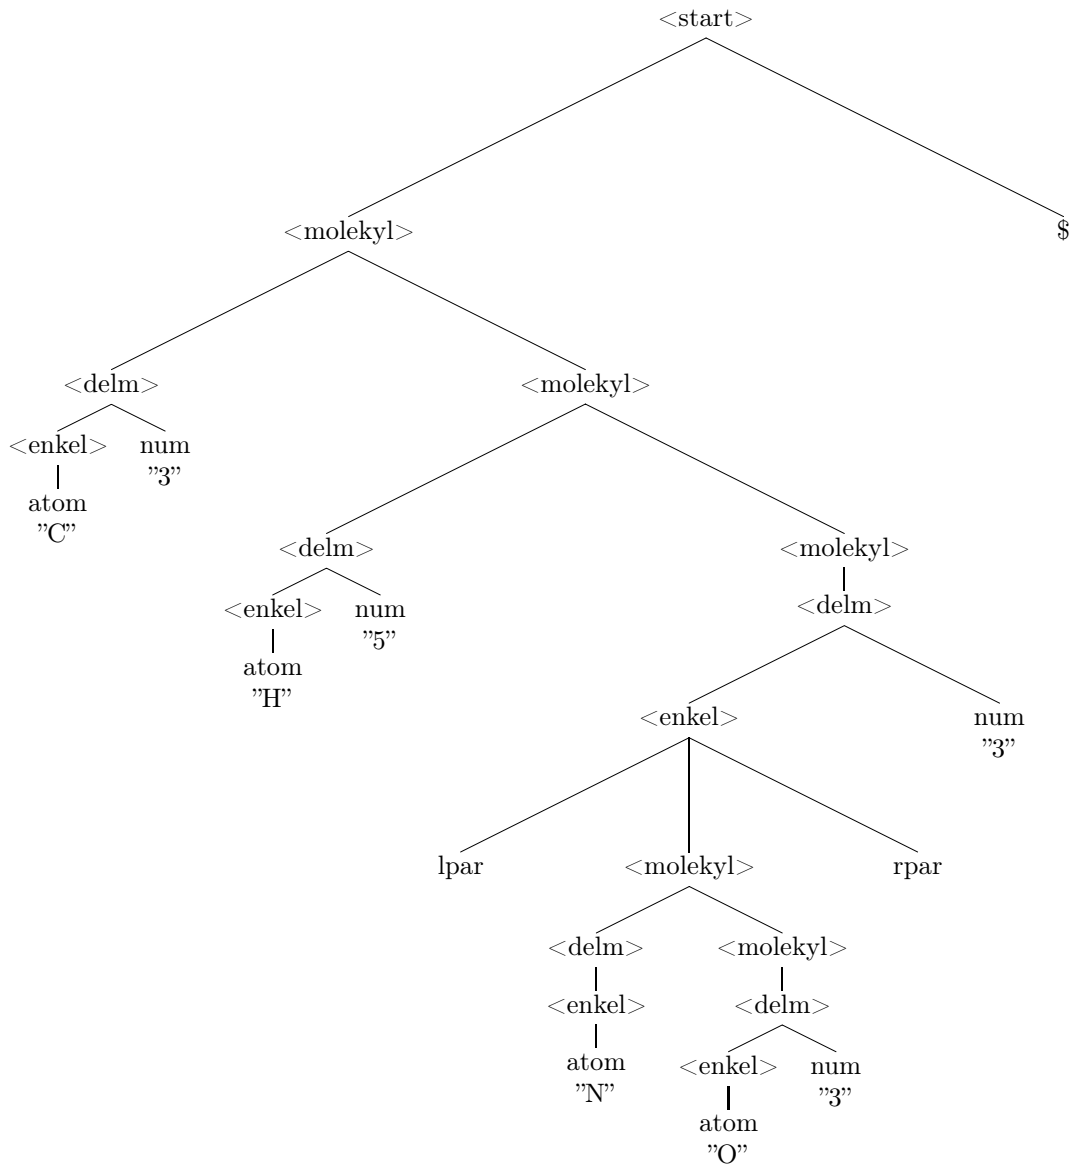 <start>
<molekyl> $
<delm> <molekyl>
<enkel> num
"3"
atom
"C"
<delm> <molekyl>
<enkel> num <delm>
"5"
atom
"H"
<enkel> num
"3"
lpar <molekyl> rpar
<delm> <molekyl>
<enkel> <delm>
atom <enkel> num
"N" "3"
atom
"O"